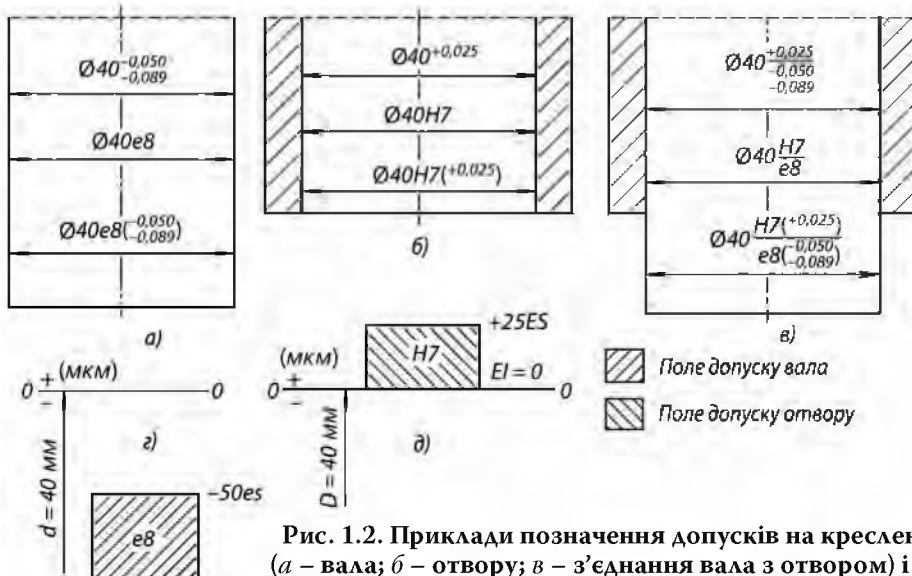 Ø40 -0,050
-0,089
Ø40e8
Ø40e8(-0,050
-0,089)
а)
Ø40+0,025
Ø40H7
Ø40H7(+0,025)
б)
Ø40 +0,025
-0,050
-0,089
Ø40 H7
e8
Ø40 H7(+0,025)
e8(-0,050
-0,089)
в)
(мкм)
0 + 0
−
г)
d = 40 мм
e8
−50es
(мкм)
+25ES
H7
EI = 0
0 + 0
−
д)
D = 40 мм
Поле допуску вала
Поле допуску отвору
Рис. 1.2. Приклади позначення допусків на креслен
(а – вала; б – отвору; в – з'єднання вала з отвором) і